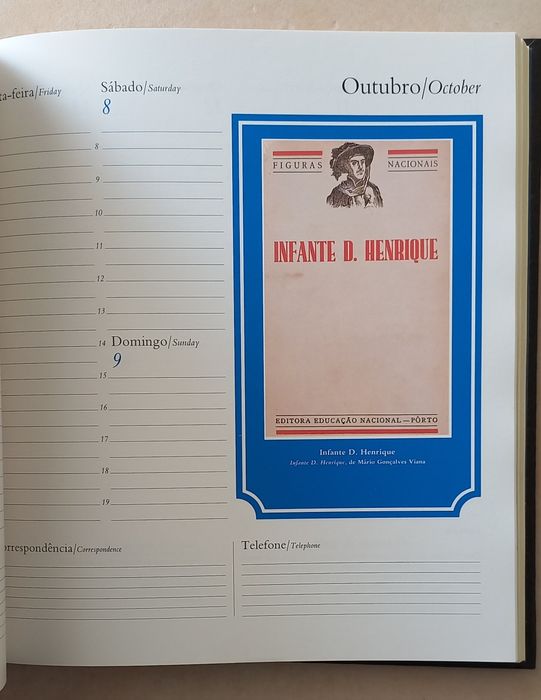 Friday
Sábado/Saturday
8
Outubro/October
8
9
10
11
12
13
14
Domingo/Sunday
9
15
16
17
18
19
FIGURAS NACIONAIS
INFANTE D. HENRIQUE
EDITORA EDUCAÇÃO NACIONAL—PÔRTO
Infante D. Henrique
Infante D. Henrique, de Mário Gonçalves Viana
orrespondência/Correspondence
Telefone/Telephone